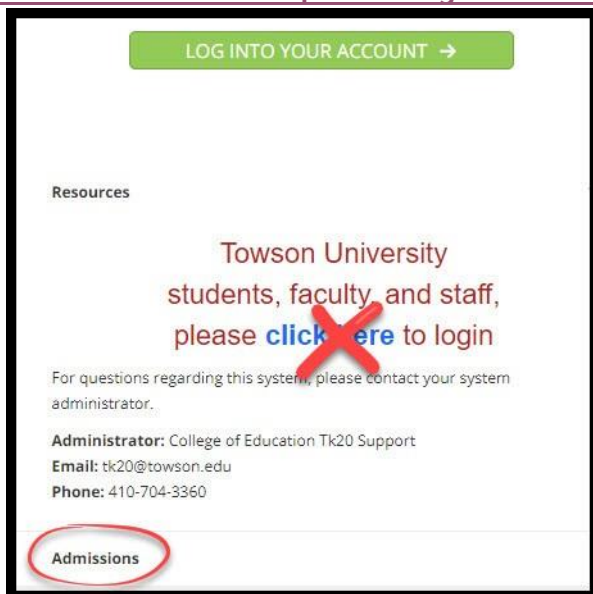 LOG INTO YOUR ACCOUNT →
Resources
Towson University
students, faculty, and staff,
please click here to login
For questions regarding this system, please contact your system
administrator.
Administrator: College of Education Tk20 Support
Email: tk20@towson.edu
Phone: 410-704-3360
Admissions